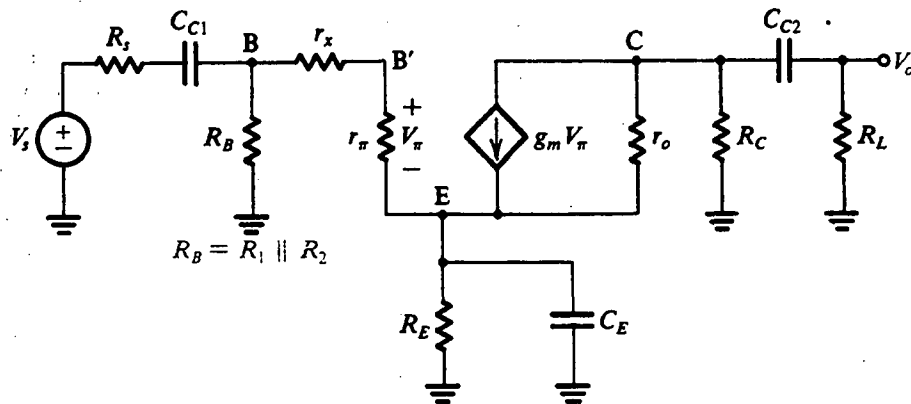 C_C1
R_s
B
r_x
B′
C
C_C2
V_o
V_s
+
−
R_B
r_π
+
V_π
−
g_m V_π
r_o
R_C
R_L
E
R_B = R_1 || R_2
R_E
C_E